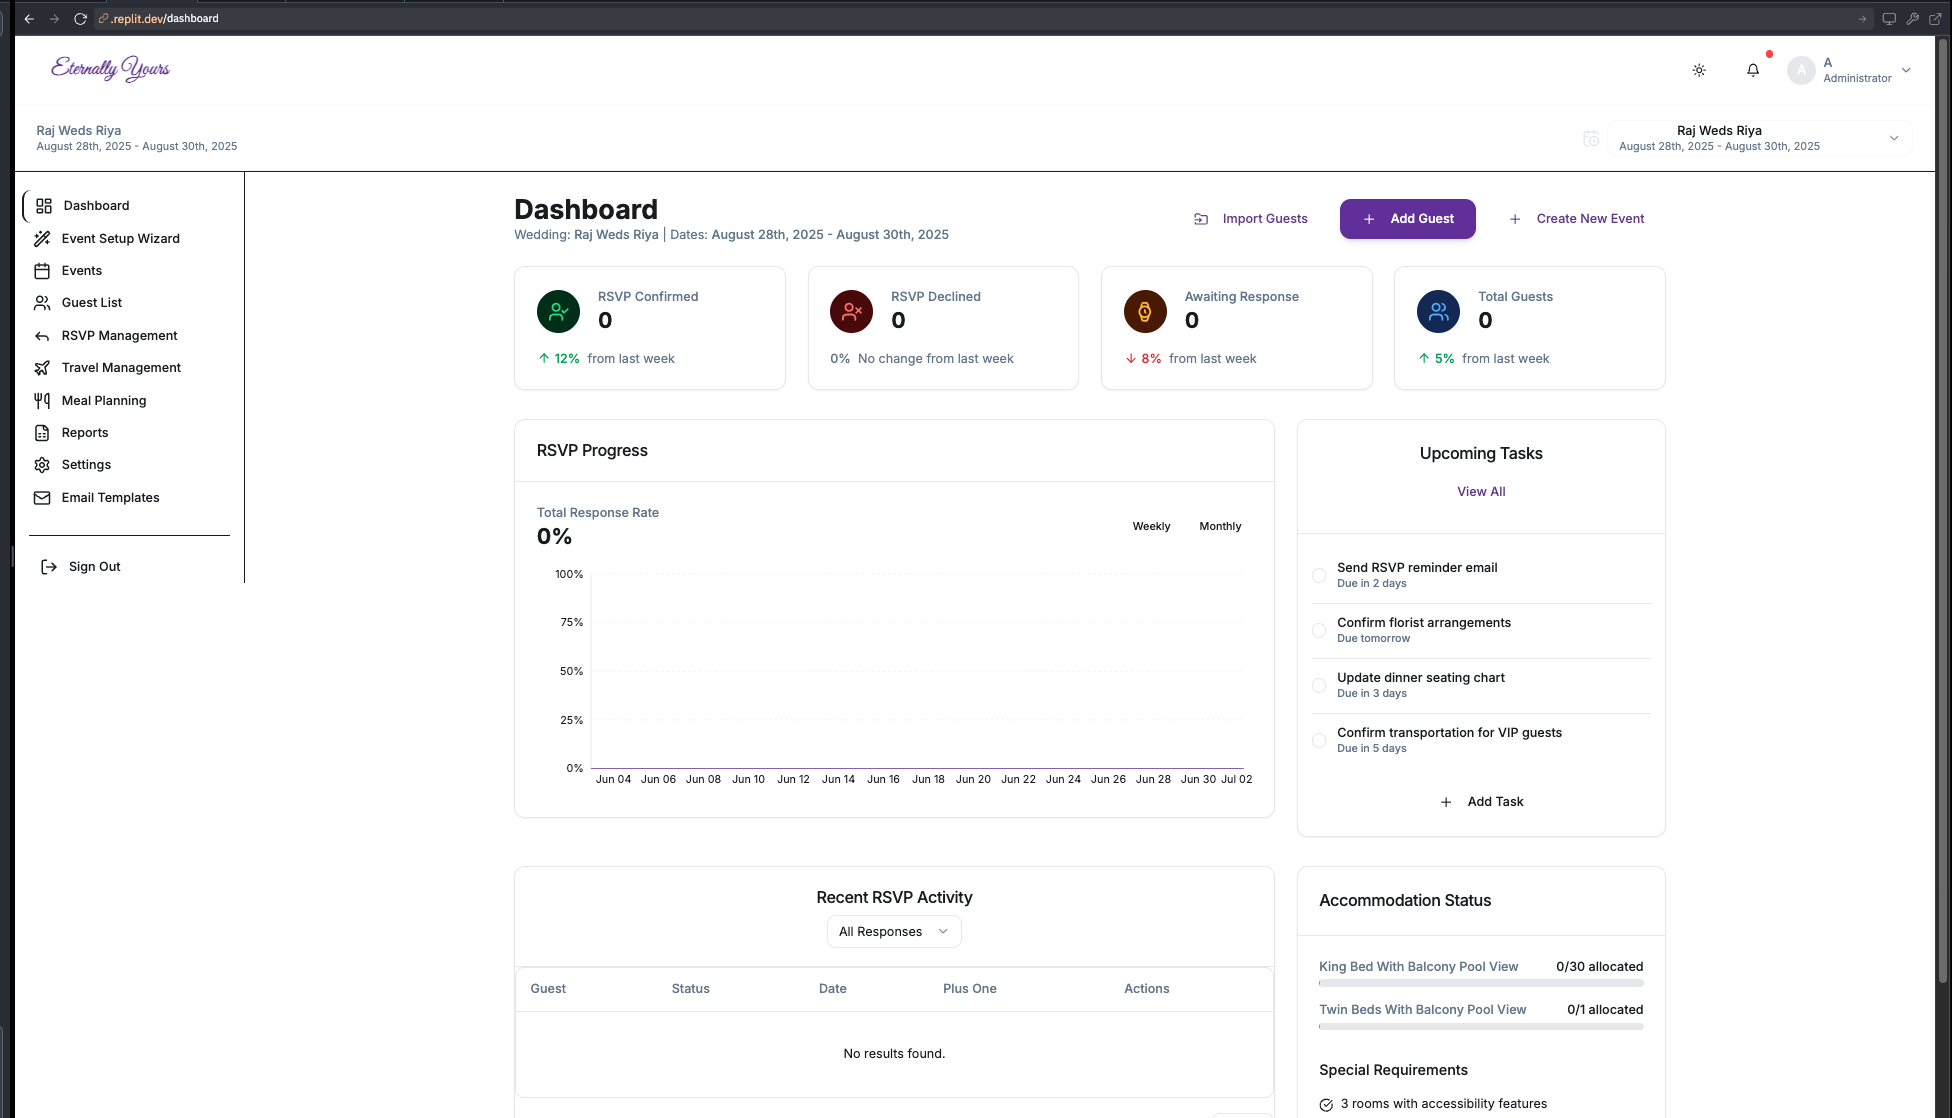 .replit.dev/dashboard
Eternally Yours
A
A
Administrator
Raj Weds Riya
August 28th, 2025 - August 30th, 2025
Raj Weds Riya
August 28th, 2025 - August 30th, 2025
Dashboard
Event Setup Wizard
Events
Guest List
RSVP Management
Travel Management
Meal Planning
Reports
Settings
Email Templates
Sign Out
Dashboard
Wedding: Raj Weds Riya | Dates: August 28th, 2025 - August 30th, 2025
Import Guests
Add Guest
Create New Event
RSVP Confirmed
0
12% from last week
RSVP Declined
0
0% No change from last week
Awaiting Response
0
8% from last week
Total Guests
0
5% from last week
RSVP Progress
Total Response Rate
0%
Weekly Monthly
100%
75%
50%
25%
0%
Jun 04 Jun 06 Jun 08 Jun 10 Jun 12 Jun 14 Jun 16 Jun 18 Jun 20 Jun 22 Jun 24 Jun 26 Jun 28 Jun 30 Jul 02
Upcoming Tasks
View All
Send RSVP reminder email
Due in 2 days
Confirm florist arrangements
Due tomorrow
Update dinner seating chart
Due in 3 days
Confirm transportation for VIP guests
Due in 5 days
Add Task
Recent RSVP Activity
All Responses
Guest Status Date Plus One Actions
No results found.
Accommodation Status
King Bed With Balcony Pool View 0/30 allocated
Twin Beds With Balcony Pool View 0/1 allocated
Special Requirements
3 rooms with accessibility features